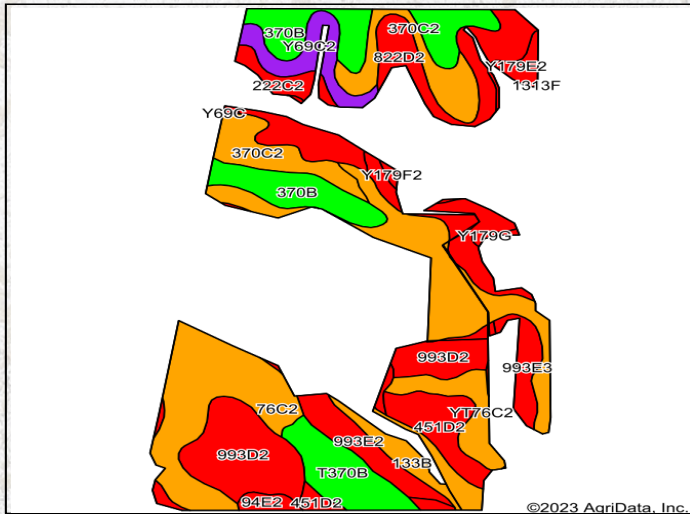 370B
370C2
Y69C2
822D2
Y179E2
222C2
1313F
Y69C
370C2
Y179F2
370B
Y179G
993D2
993E3
76C2
YT76C2
451D2
993E2
993D2
133B
T370B
94E2
451D2
©2023 AgriData, Inc.